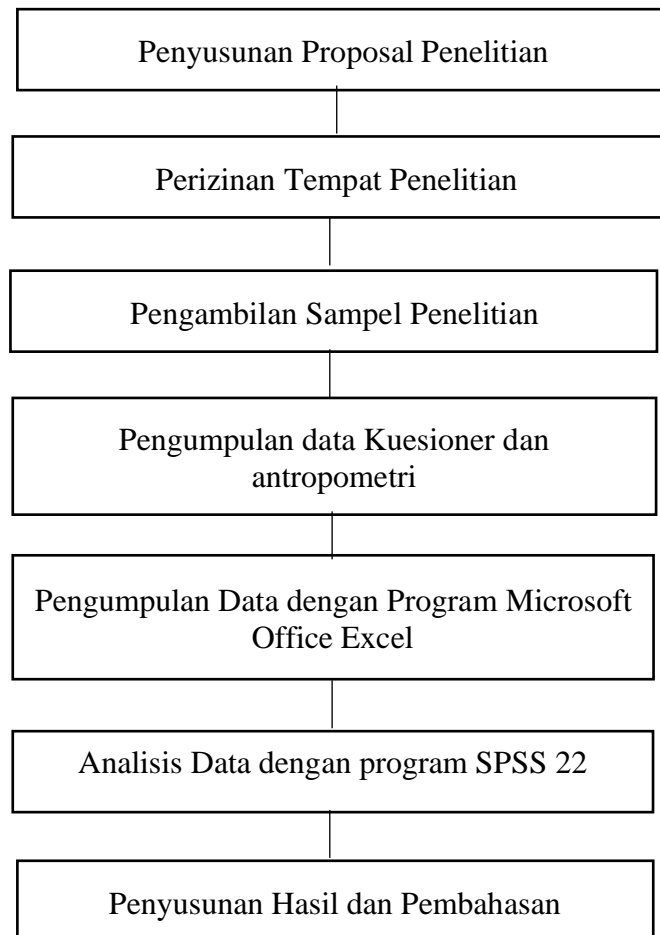 Penyusunan Proposal Penelitian
Perizinan Tempat Penelitian
Pengambilan Sampel Penelitian
Pengumpulan data Kuesioner dan
antropometri
Pengumpulan Data dengan Program Microsoft
Office Excel
Analisis Data dengan program SPSS 22
Penyusunan Hasil dan Pembahasan